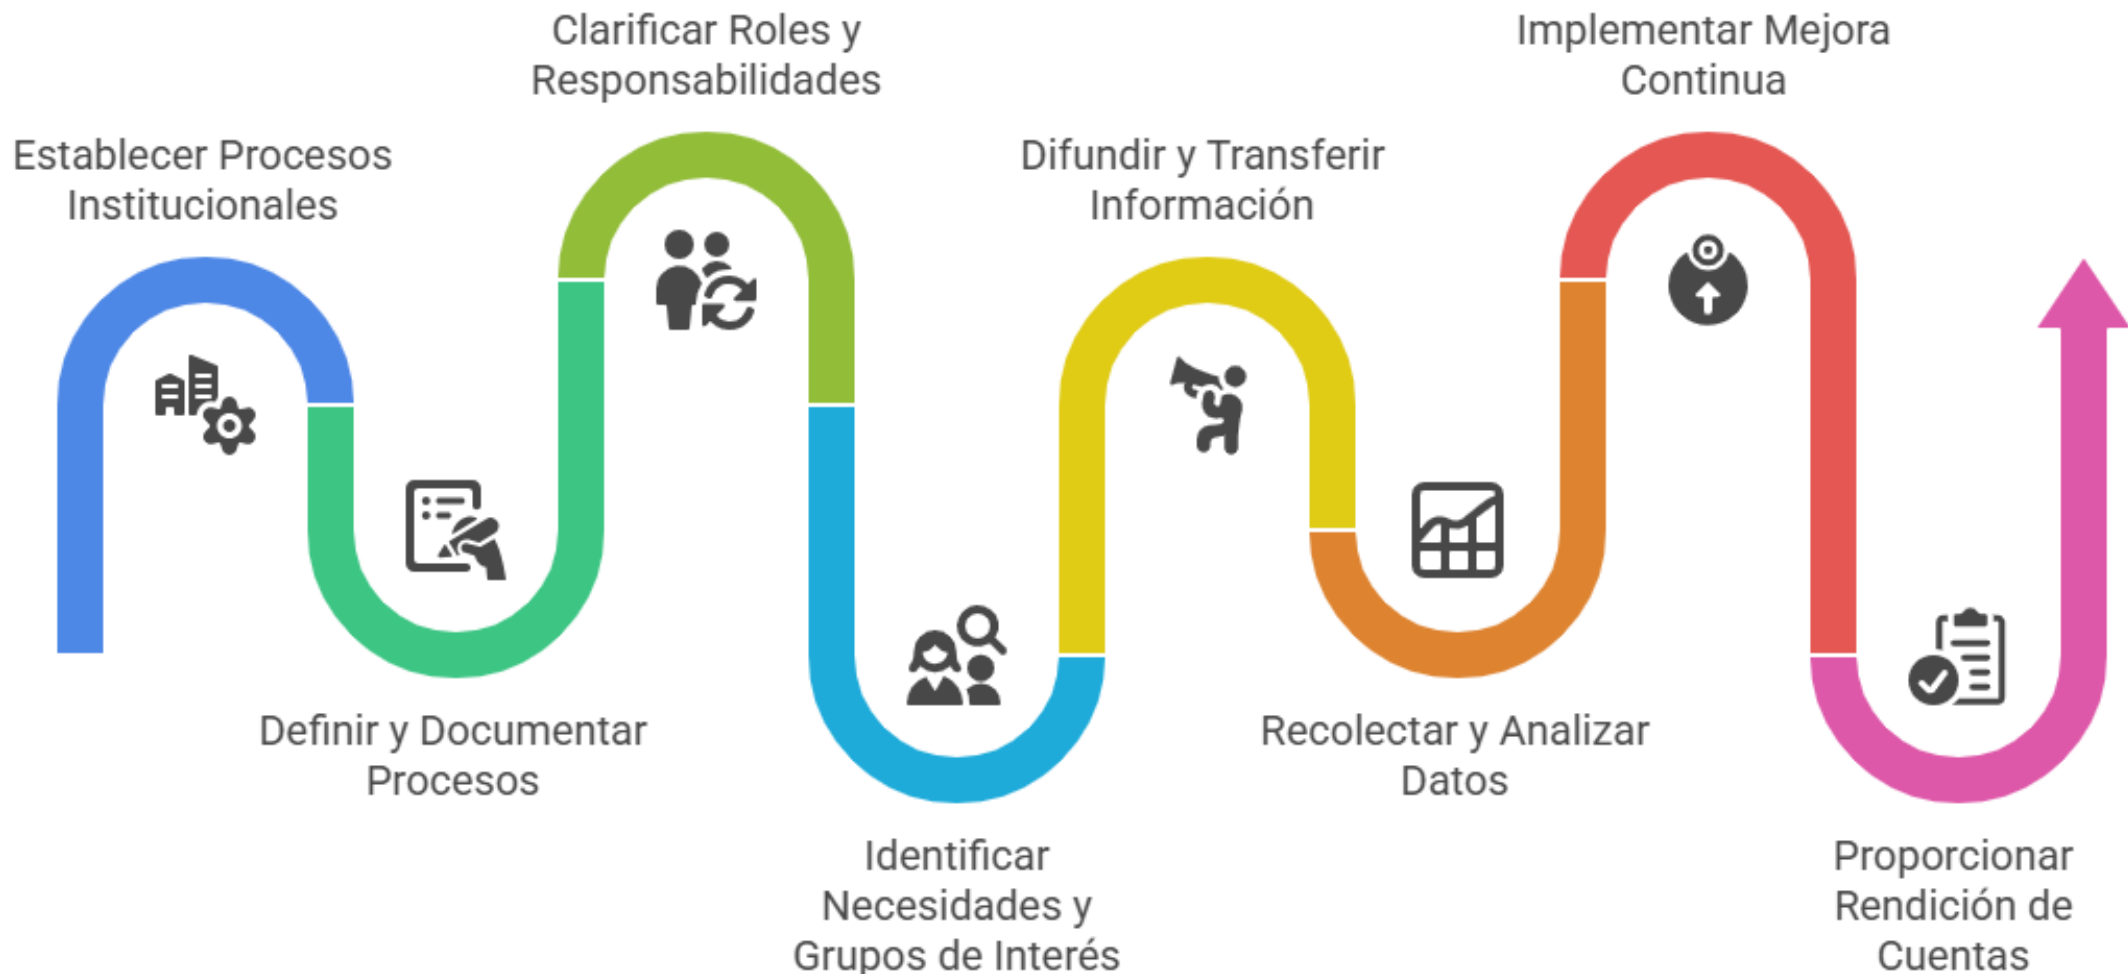 Establecer Procesos
Institucionales
Definir y Documentar
Procesos
Clarificar Roles y
Responsabilidades
Identificar
Necesidades y
Grupos de Interés
Difundir y Transferir
Información
Recolectar y Analizar
Datos
Implementar Mejora
Continua
Proporcionar
Rendición de
Cuentas